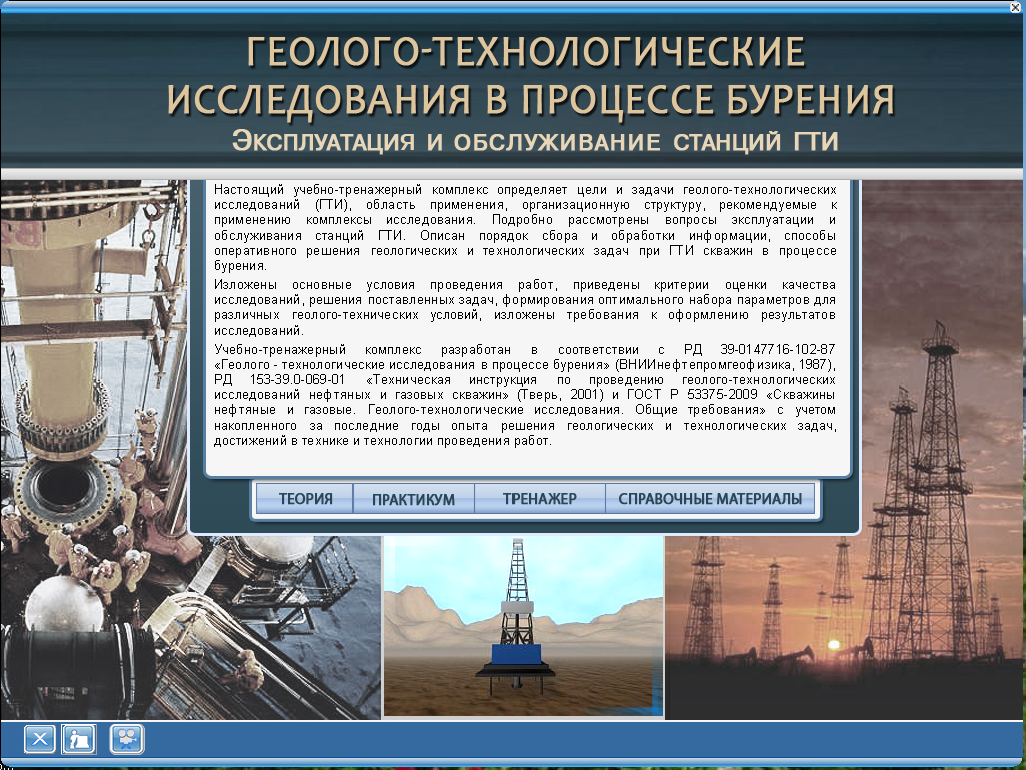 ГЕОЛОГО-ТЕХНОЛОГИЧЕСКИЕ
ИССЛЕДОВАНИЯ В ПРОЦЕССЕ БУРЕНИЯ
Эксплуатация и обслуживание станций ГТИ
Настоящий учебно-тренажерный комплекс определяет цели и задачи геолого-технологических
исследований (ГТИ), область применения, организационную структуру, рекомендуемые к
применению комплексы исследования. Подробно рассмотрены вопросы эксплуатации и
обслуживания станций ГТИ. Описан порядок сбора и обработки информации, способы
оперативного решения геологических и технологических задач при ГТИ скважин в процессе
бурения.
Изложены основные условия проведения работ, приведены критерии оценки качества
исследований, решения поставленных задач, формирования оптимального набора параметров для
различных геолого-технических условий, изложены требования к оформлению результатов
исследований.
Учебно-тренажерный комплекс разработан в соответствии с РД 39-0147716-102-87
«Геолого - технологические исследования в процессе бурения» (ВНИИнефтепромгеофизика, 1987),
РД 153-39.0-069-01 «Техническая инструкция по проведению геолого-технологических
исследований нефтяных и газовых скважин» (Тверь, 2001) и ГОСТ Р 53375-2009 «Скважины
нефтяные и газовые. Геолого-технологические исследования. Общие требования» с учетом
накопленного за последние годы опыта решения геологических и технологических задач,
достижений в технике и технологии проведения работ.
ТЕОРИЯ ПРАКТИКУМ ТРЕНАЖЕР СПРАВОЧНЫЕ МАТЕРИАЛЫ